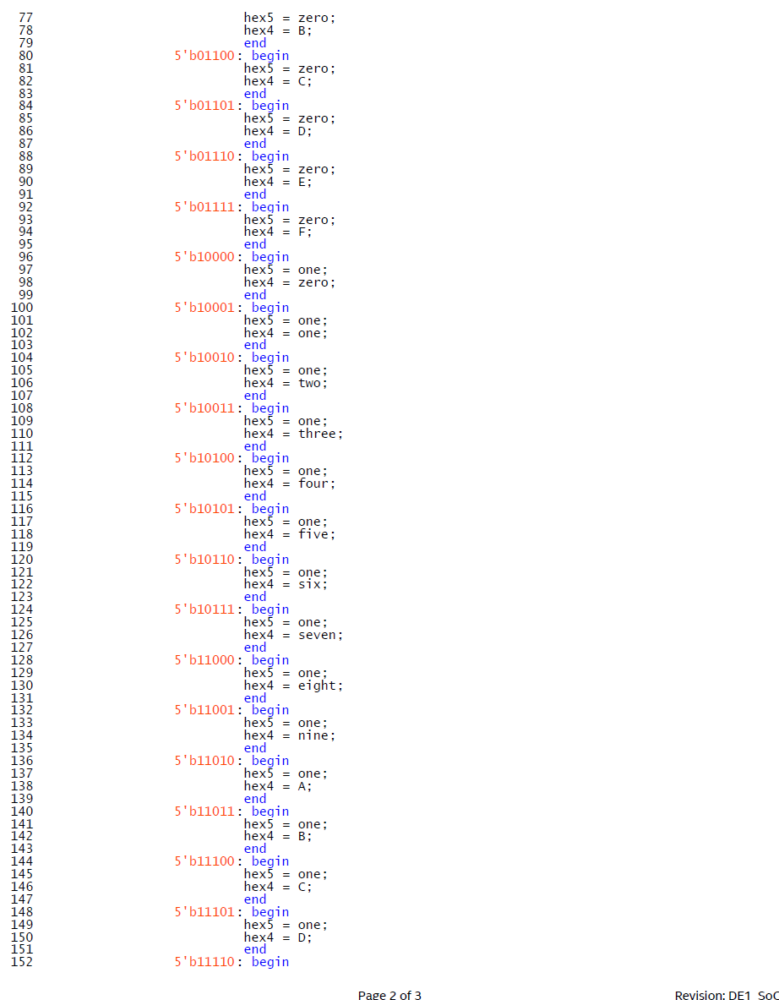 77 hex5 = zero;
78 hex4 = B;
79 end
80 5'b01100: begin
81 hex5 = zero;
82 hex4 = C;
83 end
84 5'b01101: begin
85 hex5 = zero;
86 hex4 = D;
87 end
88 5'b01110: begin
89 hex5 = zero;
90 hex4 = E;
91 end
92 5'b01111: begin
93 hex5 = zero;
94 hex4 = F;
95 end
96 5'b10000: begin
97 hex5 = one;
98 hex4 = zero;
99 end
100 5'b10001: begin
101 hex5 = one;
102 hex4 = one;
103 end
104 5'b10010: begin
105 hex5 = one;
106 hex4 = two;
107 end
108 5'b10011: begin
109 hex5 = one;
110 hex4 = three;
111 end
112 5'b10100: begin
113 hex5 = one;
114 hex4 = four;
115 end
116 5'b10101: begin
117 hex5 = one;
118 hex4 = five;
119 end
120 5'b10110: begin
121 hex5 = one;
122 hex4 = six;
123 end
124 5'b10111: begin
125 hex5 = one;
126 hex4 = seven;
127 end
128 5'b11000: begin
129 hex5 = one;
130 hex4 = eight;
131 end
132 5'b11001: begin
133 hex5 = one;
134 hex4 = nine;
135 end
136 5'b11010: begin
137 hex5 = one;
138 hex4 = A;
139 end
140 5'b11011: begin
141 hex5 = one;
142 hex4 = B;
143 end
144 5'b11100: begin
145 hex5 = one;
146 hex4 = C;
147 end
148 5'b11101: begin
149 hex5 = one;
150 hex4 = D;
151 end
152 5'b11110: begin
Page 2 of 3 Revision: DE1_SoC